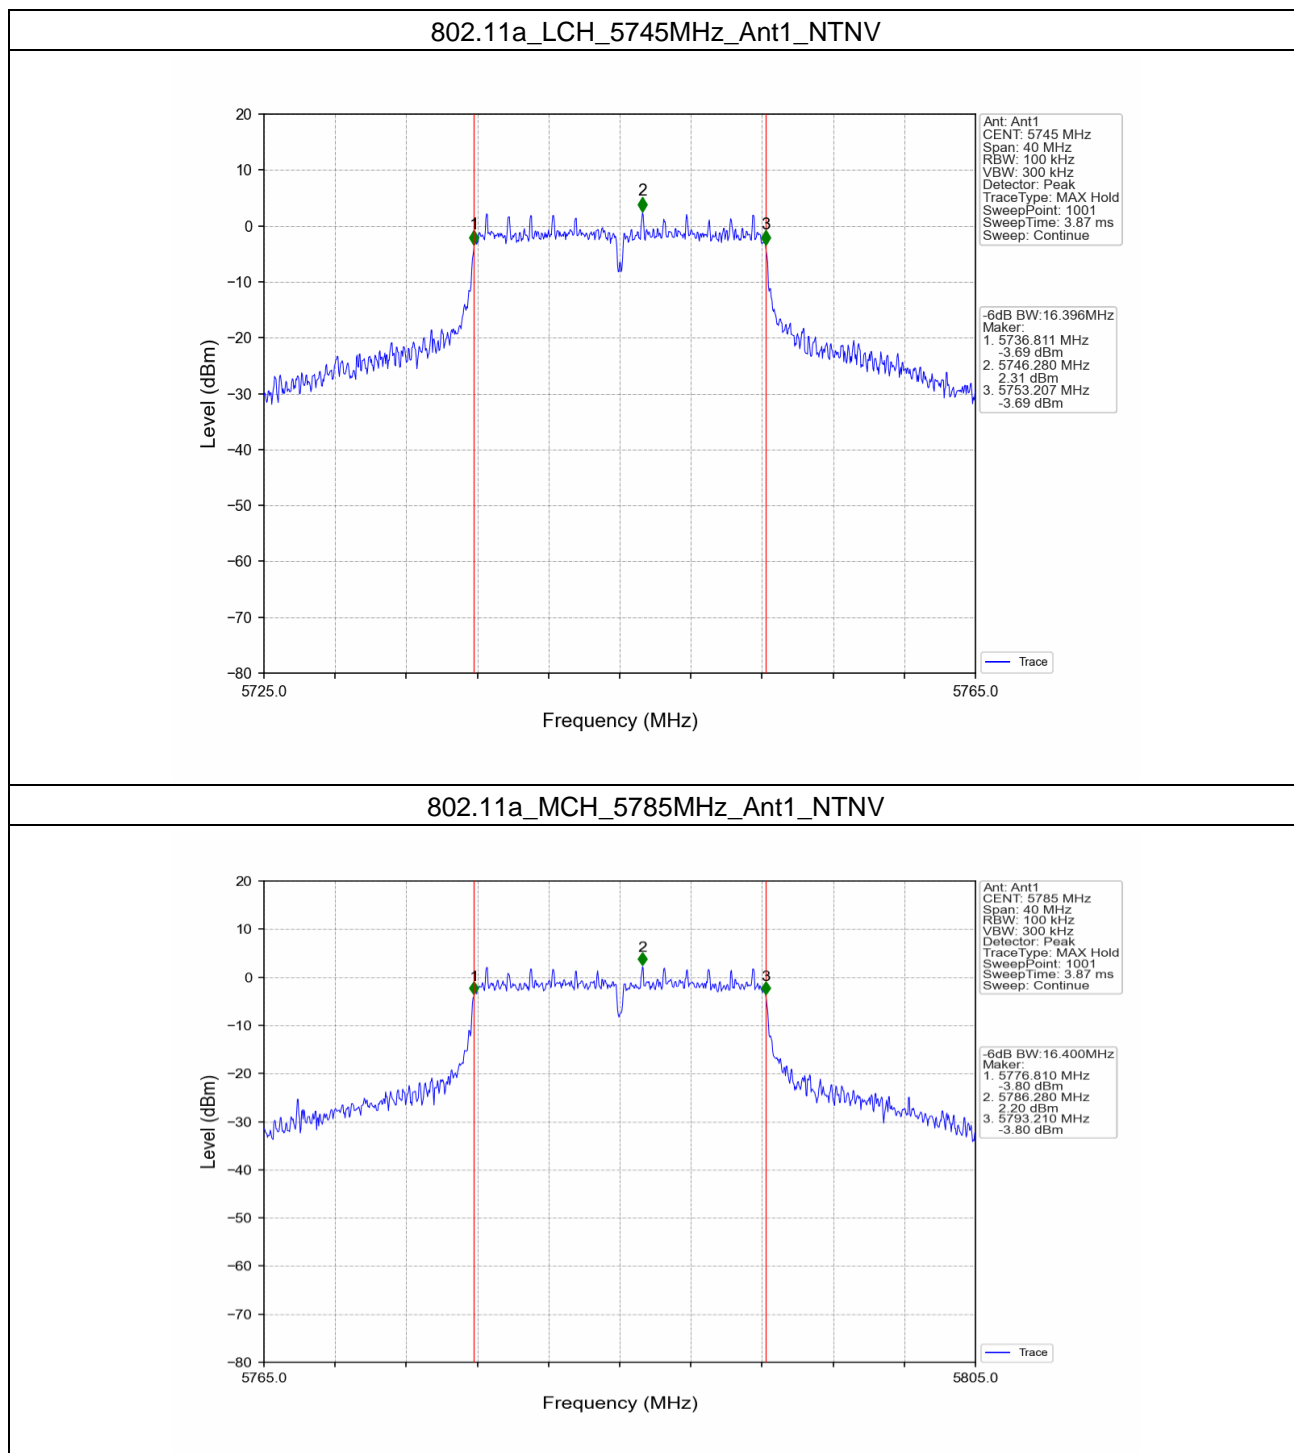 802.11a_LCH_5745MHz_Ant1_NTNV
20
10
0
−10
−20
−30
−40
−50
−60
−70
−80
Level (dBm)
1
2
3
5725.0
5765.0
Frequency (MHz)
Ant: Ant1
CENT: 5745 MHz
Span: 40 MHz
RBW: 100 kHz
VBW: 300 kHz
Detector: Peak
TraceType: MAX Hold
SweepPoint: 1001
SweepTime: 3.87 ms
Sweep: Continue
-6dB BW:16.396MHz
Maker:
1. 5736.811 MHz
-3.69 dBm
2. 5746.280 MHz
2.31 dBm
3. 5753.207 MHz
-3.69 dBm
Trace
802.11a_MCH_5785MHz_Ant1_NTNV
20
10
0
−10
−20
−30
−40
−50
−60
−70
−80
Level (dBm)
1
2
3
5765.0
5805.0
Frequency (MHz)
Ant: Ant1
CENT: 5785 MHz
Span: 40 MHz
RBW: 100 kHz
VBW: 300 kHz
Detector: Peak
TraceType: MAX Hold
SweepPoint: 1001
SweepTime: 3.87 ms
Sweep: Continue
-6dB BW:16.400MHz
Maker:
1. 5776.810 MHz
-3.80 dBm
2. 5786.280 MHz
2.20 dBm
3. 5793.210 MHz
-3.80 dBm
Trace